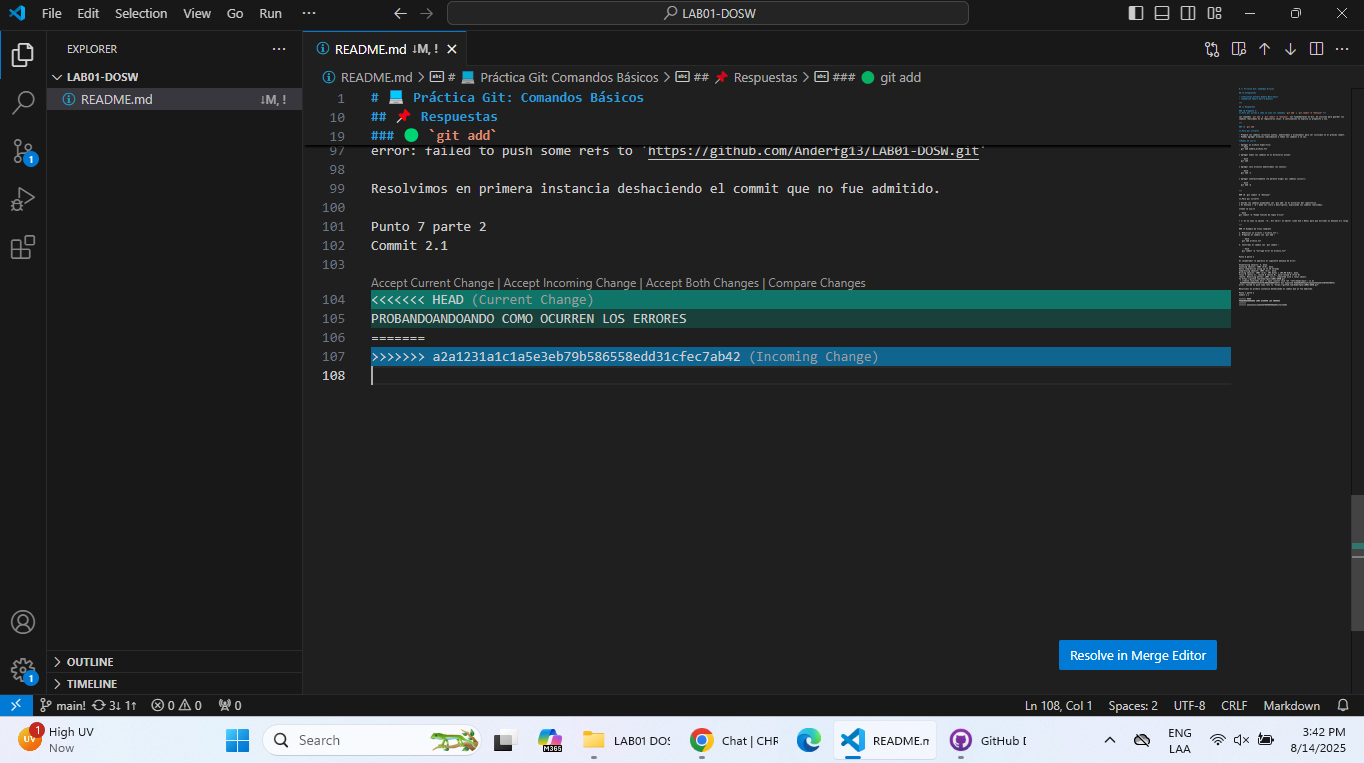 File Edit Selection View Go Run ···
LAB01-DOSW
EXPLORER
LAB01-DOSW
README.md ↓M, !
OUTLINE
TIMELINE
README.md ↓M, !
README.md > # 💻 Práctica Git: Comandos Básicos > ## 📌 Respuestas > ### 🟢 git add
1 # 💻 Práctica Git: Comandos Básicos
10 ## 📌 Respuestas
19 ### 🟢 `git add`
97 error: failed to push some refs to 'https://github.com/Anderfg13/LAB01-DOSW.git'
98
99 Resolvimos en primera instancia deshaciendo el commit que no fue admitido.
100
101 Punto 7 parte 2
102 Commit 2.1
103
Accept Current Change | Accept Incoming Change | Accept Both Changes | Compare Changes
104 <<<<<<< HEAD (Current Change)
105 PROBANDOANDOANDO COMO OCURREN LOS ERRORES
106 =======
107 >>>>>>> a2a1231a1c1a5e3eb79b586558edd31cfec7ab42 (Incoming Change)
108
Resolve in Merge Editor
main! 3↓ 1↑ 0 0 0
Ln 108, Col 1 Spaces: 2 UTF-8 CRLF Markdown
High UV
Now
Search
M365
LAB01 DOS
Chat | CHR
README.m
GitHub D
ENG
LAA
3:42 PM
8/14/2025